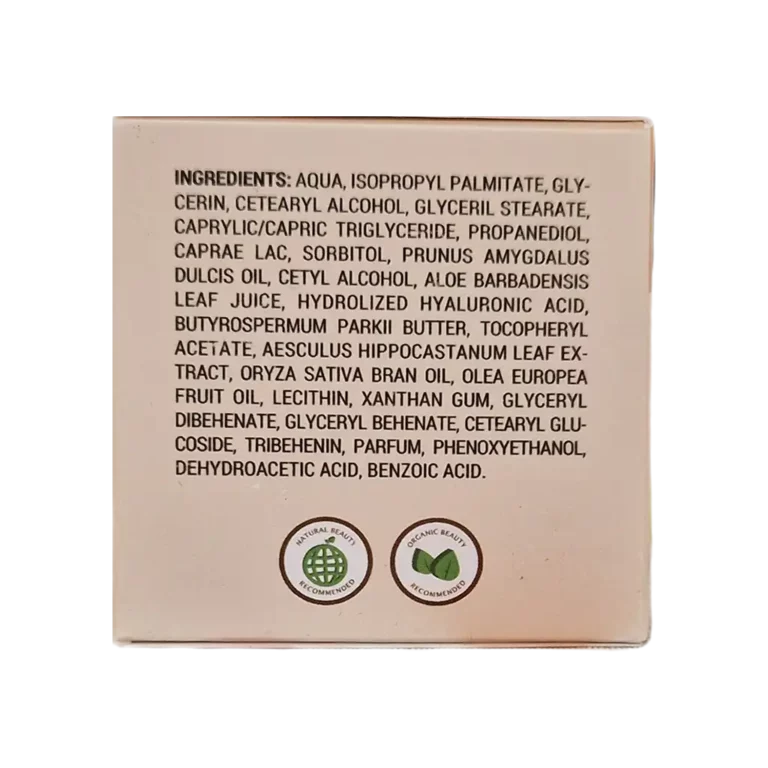 INGREDIENTS: AQUA, ISOPROPYL PALMITATE, GLY-
CERIN, CETEARYL ALCOHOL, GLYCERIL STEARATE,
CAPRYLIC/CAPRIC TRIGLYCERIDE, PROPANEDIOL,
CAPRAE LAC, SORBITOL, PRUNUS AMYGDALUS
DULCIS OIL, CETYL ALCOHOL, ALOE BARBADENSIS
LEAF JUICE, HYDROLIZED HYALURONIC ACID,
BUTYROSPERMUM PARKII BUTTER, TOCOPHERYL
ACETATE, AESCULUS HIPPOCASTANUM LEAF EX-
TRACT, ORYZA SATIVA BRAN OIL, OLEA EUROPEA
FRUIT OIL, LECITHIN, XANTHAN GUM, GLYCERYL
DIBEHENATE, GLYCERYL BEHENATE, CETEARYL GLU-
COSIDE, TRIBEHENIN, PARFUM, PHENOXYETHANOL,
DEHYDROACETIC ACID, BENZOIC ACID.
NATURAL BEAUTY
RECOMMENDED
ORGANIC BEAUTY
RECOMMENDED